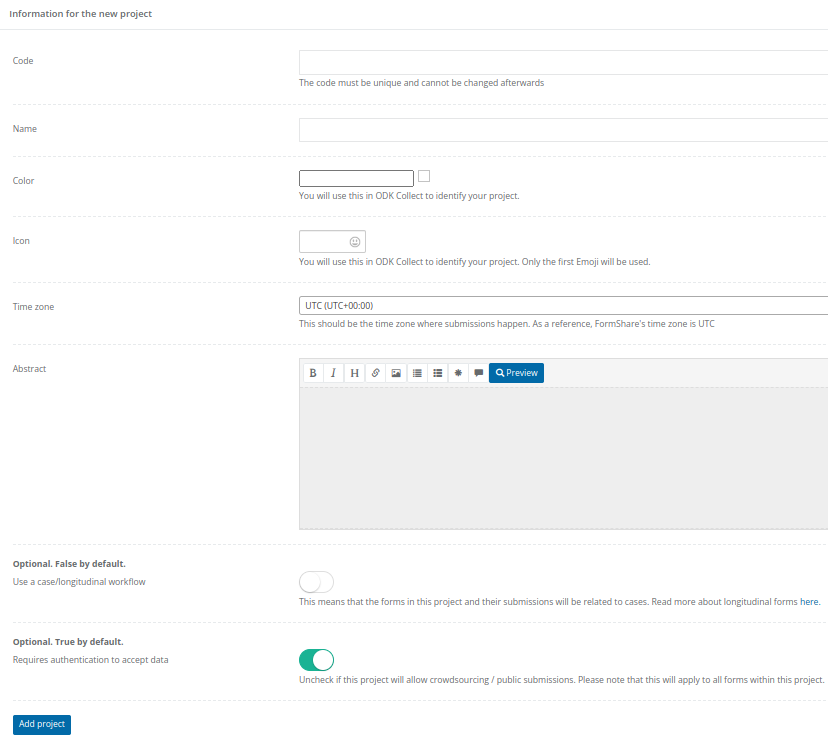 Information for the new project
Code
The code must be unique and cannot be changed afterwards
Name
Color
You will use this in ODK Collect to identify your project.
Icon
You will use this in ODK Collect to identify your project. Only the first Emoji will be used.
Time zone
UTC (UTC+00:00)
This should be the time zone where submissions happen. As a reference, FormShare's time zone is UTC
Abstract
B I H Preview
Optional. False by default.
Use a case/longitudinal workflow
This means that the forms in this project and their submissions will be related to cases. Read more about longitudinal forms here.
Optional. True by default.
Requires authentication to accept data
Uncheck if this project will allow crowdsourcing / public submissions. Please note that this will apply to all forms within this project.
Add project